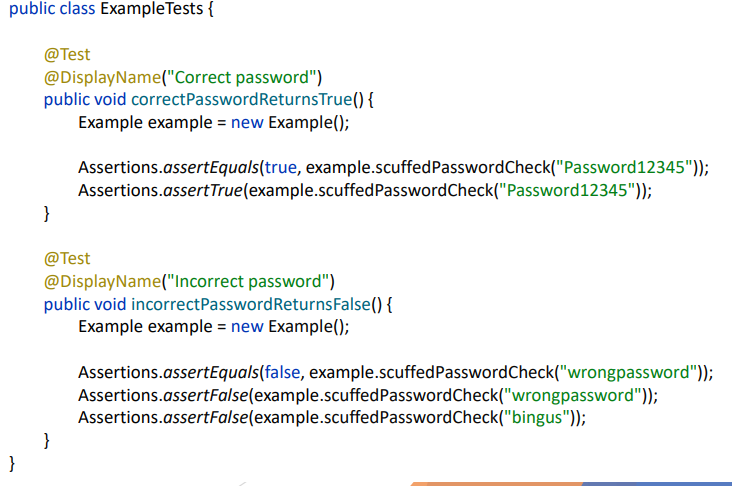 public class ExampleTests {
@Test
@DisplayName("Correct password")
public void correctPasswordReturnsTrue() {
Example example = new Example();
Assertions.assertEquals(true, example.scuffedPasswordCheck("Password12345"));
Assertions.assertTrue(example.scuffedPasswordCheck("Password12345"));
}
@Test
@DisplayName("Incorrect password")
public void incorrectPasswordReturnsFalse() {
Example example = new Example();
Assertions.assertEquals(false, example.scuffedPasswordCheck("wrongpassword"));
Assertions.assertFalse(example.scuffedPasswordCheck("wrongpassword"));
Assertions.assertFalse(example.scuffedPasswordCheck("bingus"));
}
}